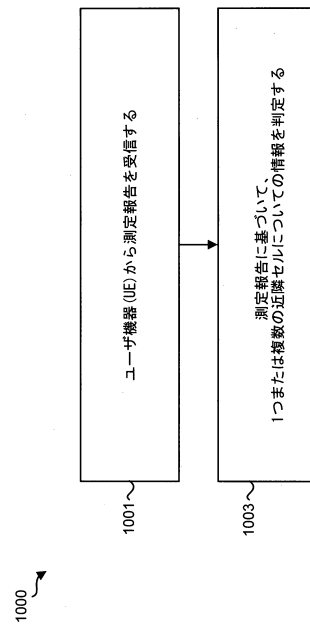 1000
1001
ユーザ機器(UE)から測定報告を受信する
1003
測定報告に基づいて、
1つまたは複数の近隣セルについての情報を判定する